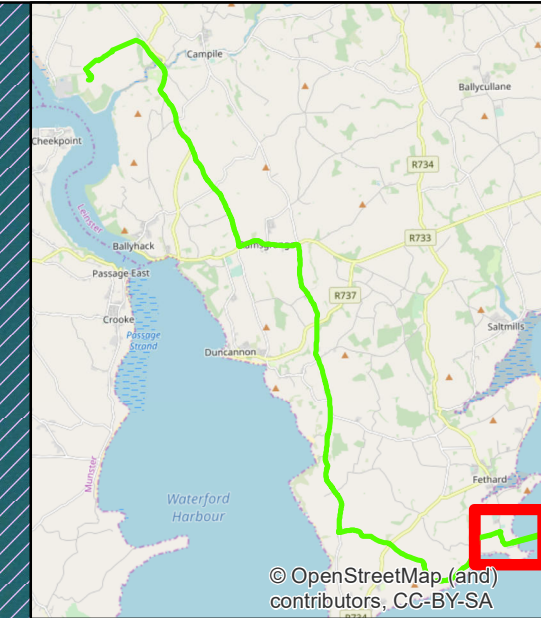 Campile
Ballycullane
Cheekpoint
R734
Leinster
R733
Ballyhack
Passage East
R737
Crooke
Saltmills
Passage
Strand
Duncannon
Munster
Fethard
Waterford
Harbour
© OpenStreetMap (and)
contributors, CC-BY-SA
R734